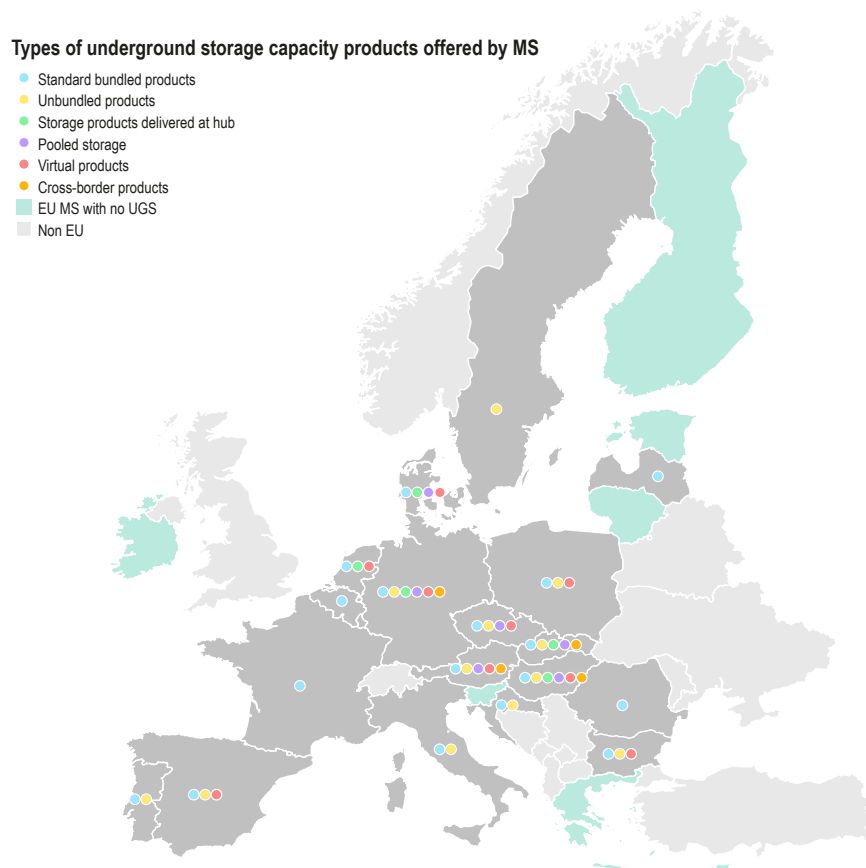 Types of underground storage capacity products offered by MS
Standard bundled products
Unbundled products
Storage products delivered at hub
Pooled storage
Virtual products
Cross-border products
EU MS with no UGS
Non EU